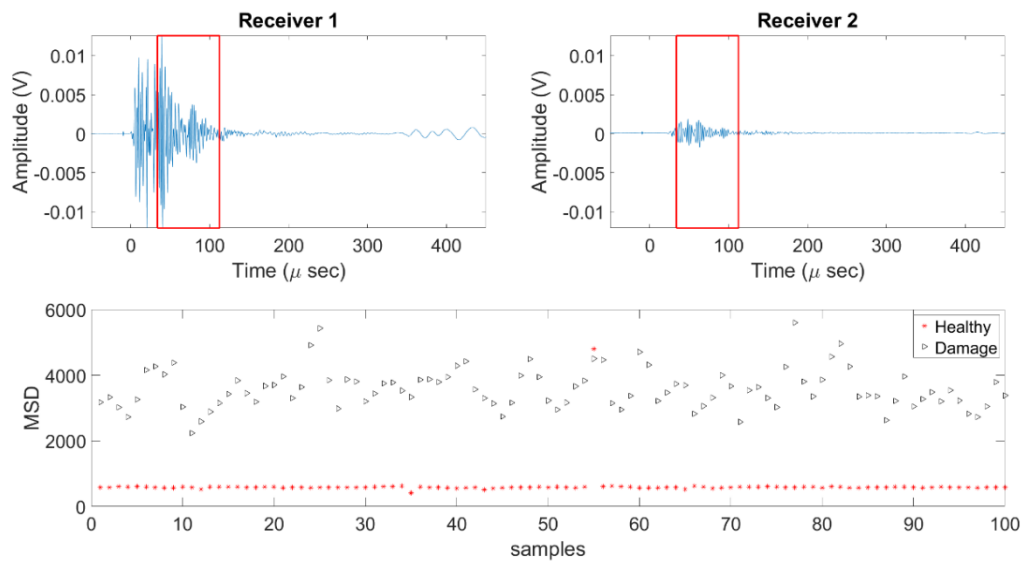 Receiver 1
Receiver 2
Amplitude (V)
0.01
0.005
0
-0.005
-0.01
0 100 200 300 400
Time (μ sec)
Amplitude (V)
0.01
0.005
0
-0.005
-0.01
0 100 200 300 400
Time (μ sec)
MSD
6000
4000
2000
0
Healthy
Damage
0 10 20 30 40 50 60 70 80 90 100
samples